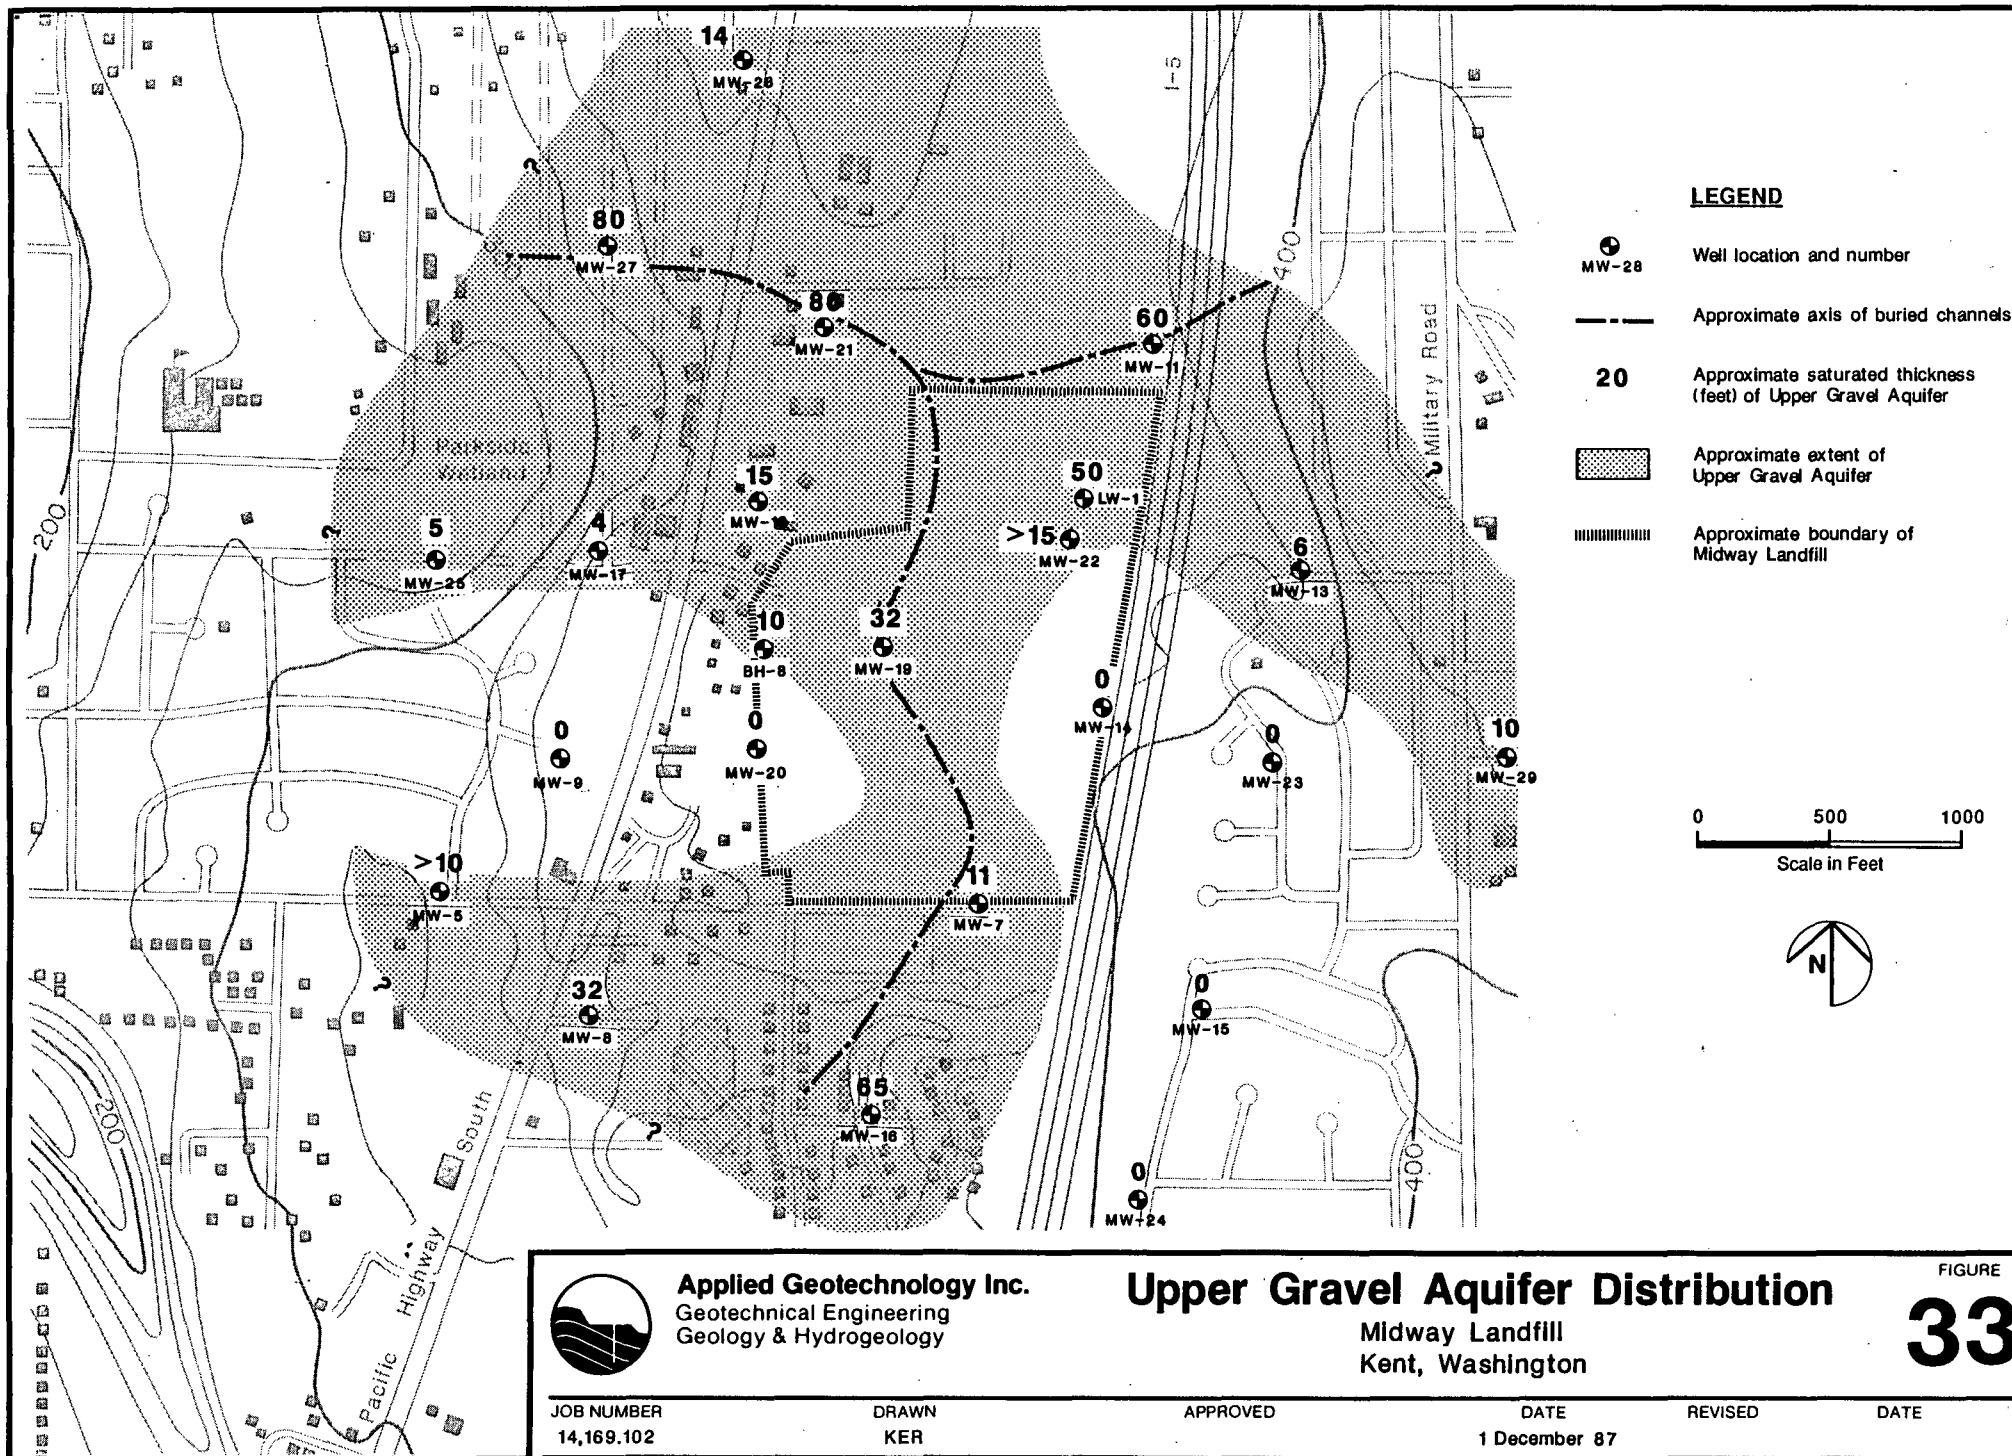 14
MW-28
I-5
?
80
MW-27
400
MW-21
60
MW-11
Military Road
?
Parkside
Wetland
200
?
5
MW-25
4
MW-17
15
50
LW-1
>15
MW-22
6
MW-13
10
BH-8
32
MW-19
0
MW-14
0
MW-9
0
MW-20
0
MW-23
10
MW-29
>10
MW-5
11
MW-7
?
32
MW-8
0
MW-15
65
MW-16
?
200
0
MW-24
400
Pacific Highway South
LEGEND
MW-28
Well location and number
Approximate axis of buried channels
20
Approximate saturated thickness
(feet) of Upper Gravel Aquifer
Approximate extent of
Upper Gravel Aquifer
Approximate boundary of
Midway Landfill
0 500 1000
Scale in Feet
N
Applied Geotechnology Inc.
Geotechnical Engineering
Geology & Hydrogeology
Upper Gravel Aquifer Distribution
Midway Landfill
Kent, Washington
FIGURE
33
JOB NUMBER
14,169.102
DRAWN
KER
APPROVED
DATE
1 December 87
REVISED
DATE